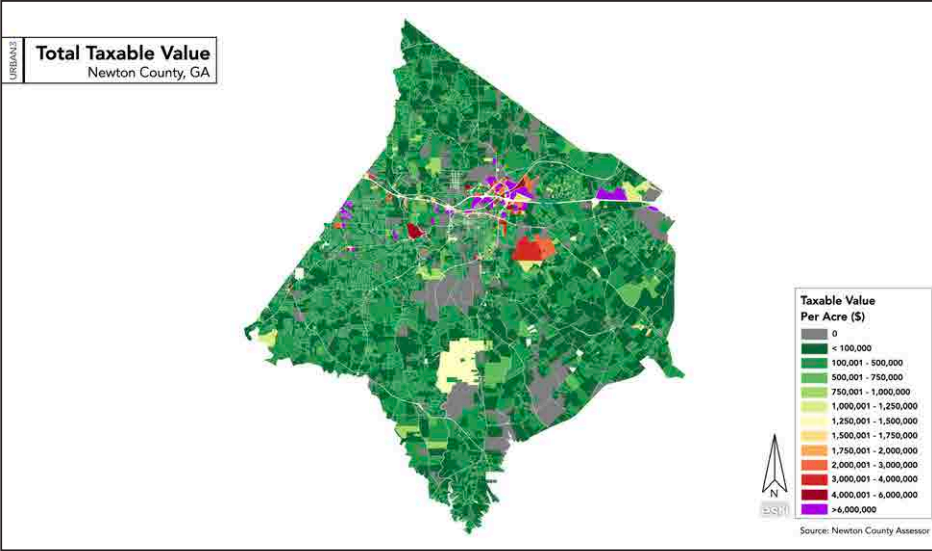 URBAN3
Total Taxable Value
Newton County, GA
Taxable Value
Per Acre ($)
0
< 100,000
100,001 - 500,000
500,001 - 750,000
750,001 - 1,000,000
1,000,001 - 1,250,000
1,250,001 - 1,500,000
1,500,001 - 1,750,000
1,750,001 - 2,000,000
2,000,001 - 3,000,000
3,000,001 - 4,000,000
4,000,001 - 6,000,000
>6,000,000
N
esri
Source: Newton County Assessor